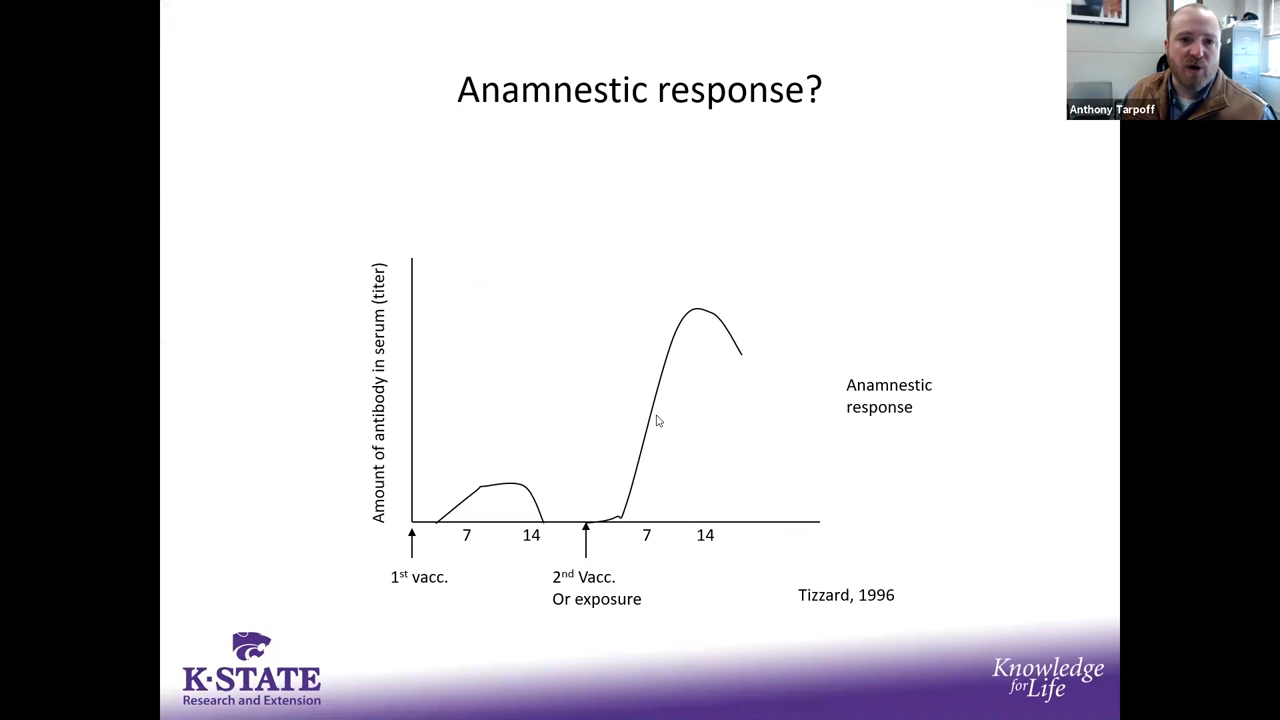 Anamnestic response?
Anthony Tarpoff
Amount of antibody in serum (titer)
Anamnestic
response
7
14
7
14
1st vacc.
2nd Vacc.
Or exposure
Tizzard, 1996
K-STATE
Research and Extension
Knowledge
for Life